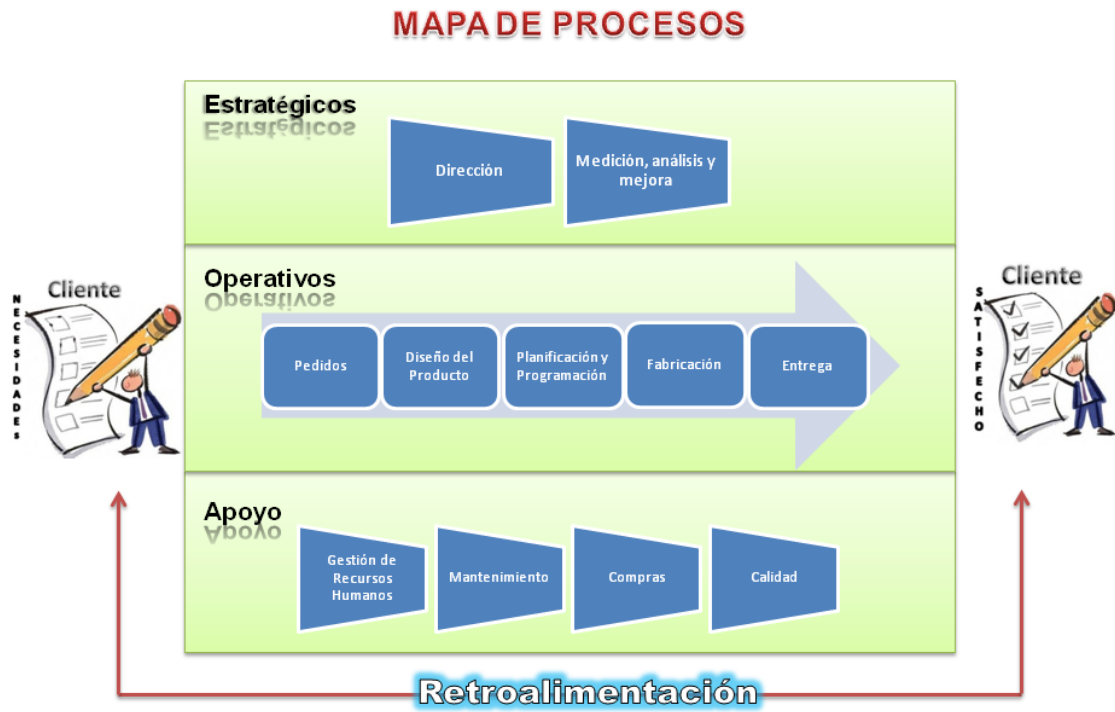 MAPA DE PROCESOS
Estratégicos
Dirección
Medición, análisis y
mejora
Cliente
NECESIDADES
Operativos
Pedidos
Diseño del
Producto
Planificación y
Programación
Fabricación
Entrega
Cliente
SATISFECHO
Apoyo
Gestión de
Recursos
Humanos
Mantenimiento
Compras
Calidad
Retroalimentación